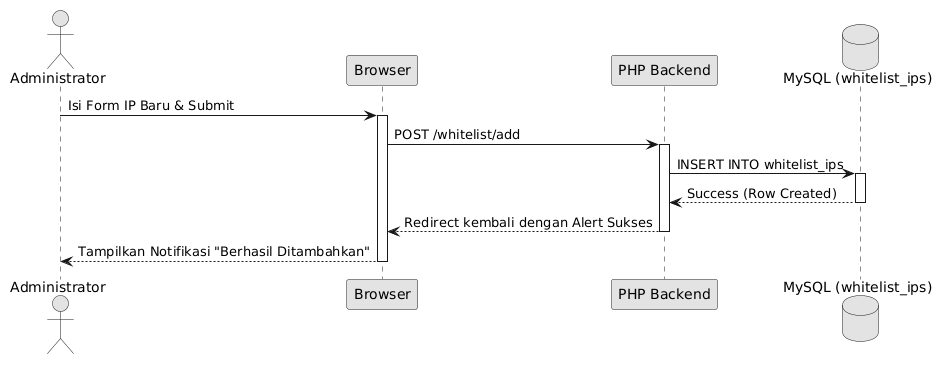 Administrator
Browser
PHP Backend
MySQL (whitelist_ips)
Isi Form IP Baru & Submit
POST /whitelist/add
INSERT INTO whitelist_ips
Success (Row Created)
Redirect kembali dengan Alert Sukses
Tampilkan Notifikasi "Berhasil Ditambahkan"
Administrator
Browser
PHP Backend
MySQL (whitelist_ips)